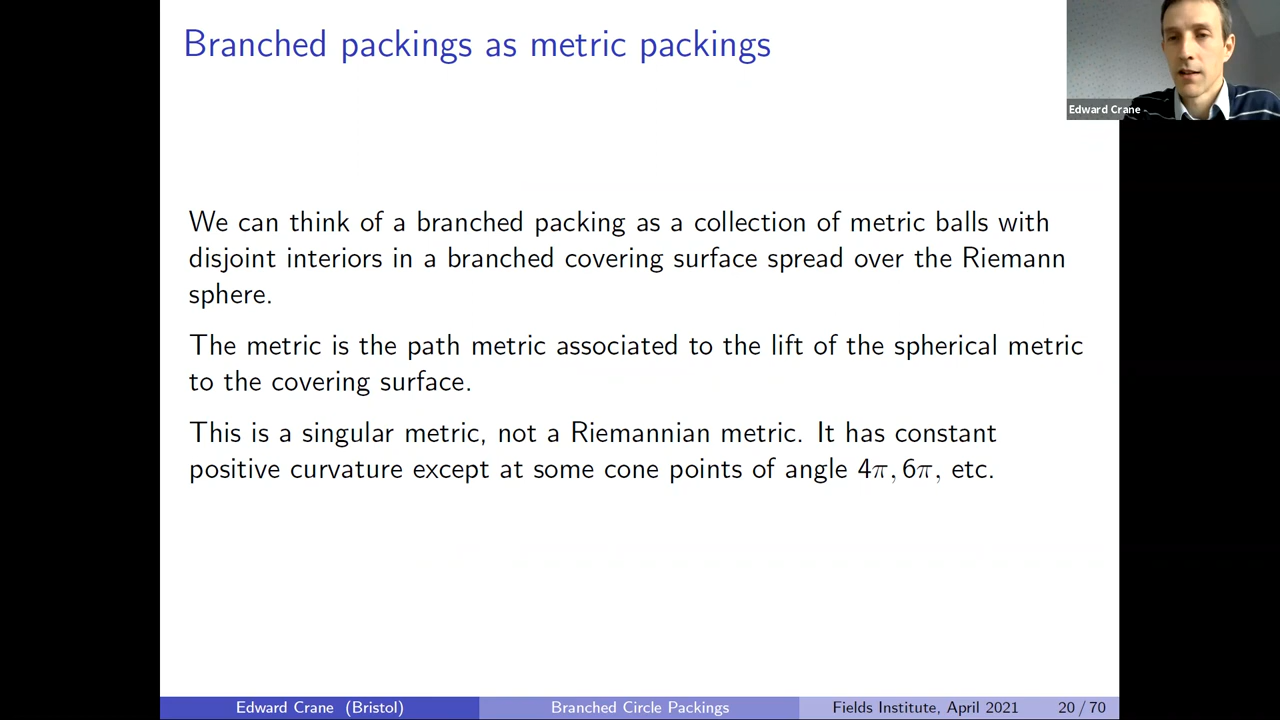 Branched packings as metric packings
Edward Crane
We can think of a branched packing as a collection of metric balls with
disjoint interiors in a branched covering surface spread over the Riemann
sphere.
The metric is the path metric associated to the lift of the spherical metric
to the covering surface.
This is a singular metric, not a Riemannian metric. It has constant
positive curvature except at some cone points of angle 4π, 6π, etc.
Edward Crane (Bristol) Branched Circle Packings Fields Institute, April 2021 20 / 70